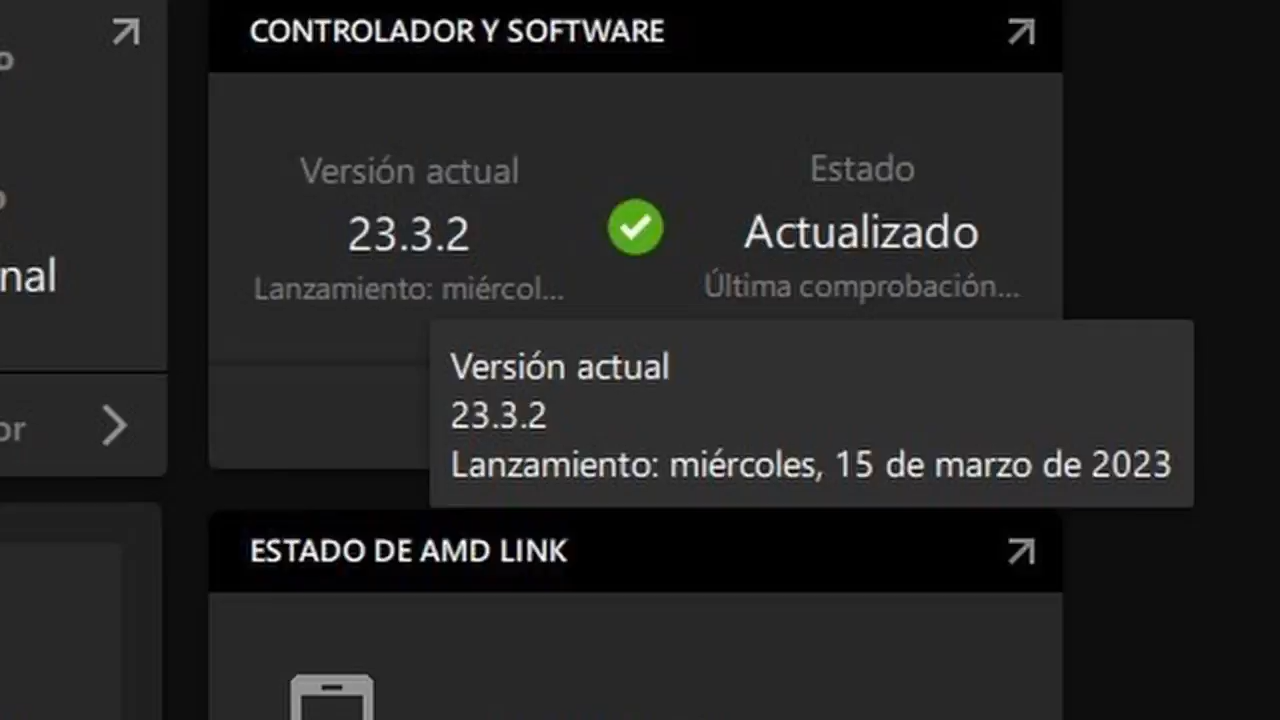 CONTROLADOR Y SOFTWARE
Versión actual
23.3.2
Lanzamiento: miércol...
Estado
Actualizado
Última comprobación...
Versión actual
23.3.2
Lanzamiento: miércoles, 15 de marzo de 2023
ESTADO DE AMD LINK